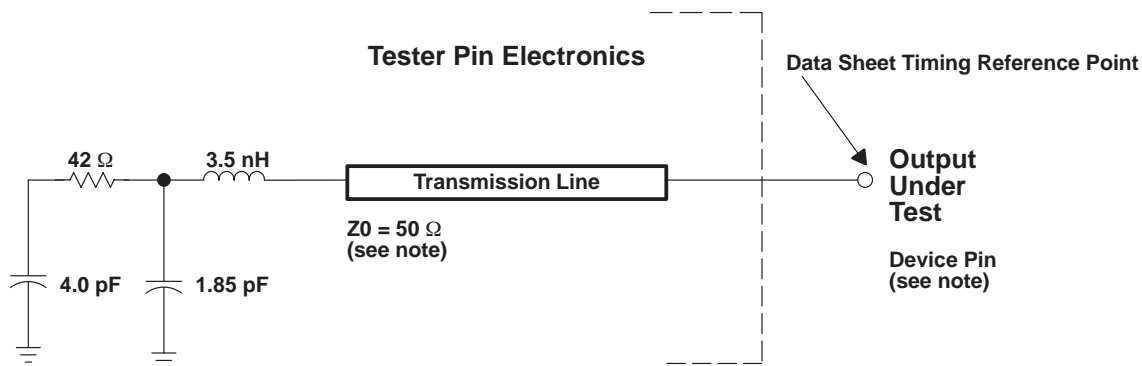 Tester Pin Electronics
Data Sheet Timing Reference Point
42 Ω
3.5 nH
Transmission Line
Output
Under
Test
Z0 = 50 Ω
(see note)
Device Pin
(see note)
4.0 pF
1.85 pF